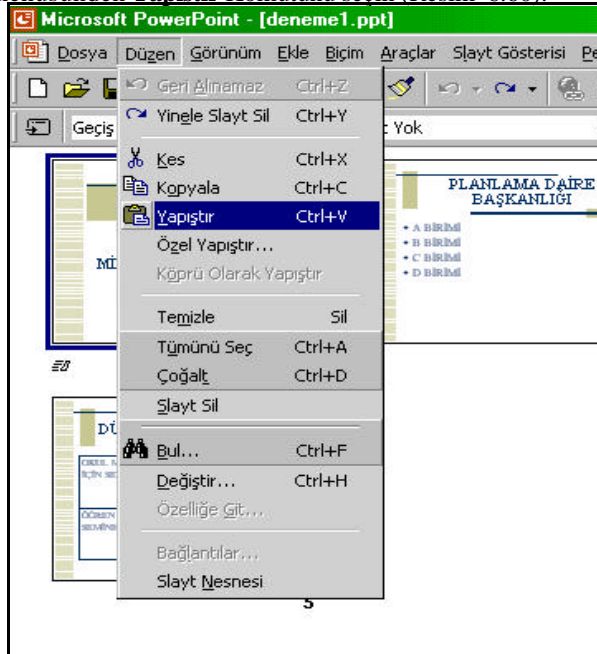 Microsoft PowerPoint - [deneme1.ppt]
Dosya Düzen Görünüm Ekle Biçim Araçlar Slayt Gösterisi
Geçiş Yok
Geri Alınamaz Ctrl+Z
Yinele Slayt Sil Ctrl+Y
Kes Ctrl+X
Kopyala Ctrl+C
Yapıştır Ctrl+V
Özel Yapıştır...
Köprü Olarak Yapıştır
Temizle Sil
Tümünü Seç Ctrl+A
Çoğalt Ctrl+D
Slayt Sil
Bul... Ctrl+F
Değiştir... Ctrl+H
Özelliğe Git...
Bağlantılar...
Slayt Nesnesi
PLANLAMA DAİRE
BAŞKANLIĞI
• A BİRİMİ
• B BİRİMİ
• C BİRİMİ
• D BİRİMİ
Mİ
DÜ
5